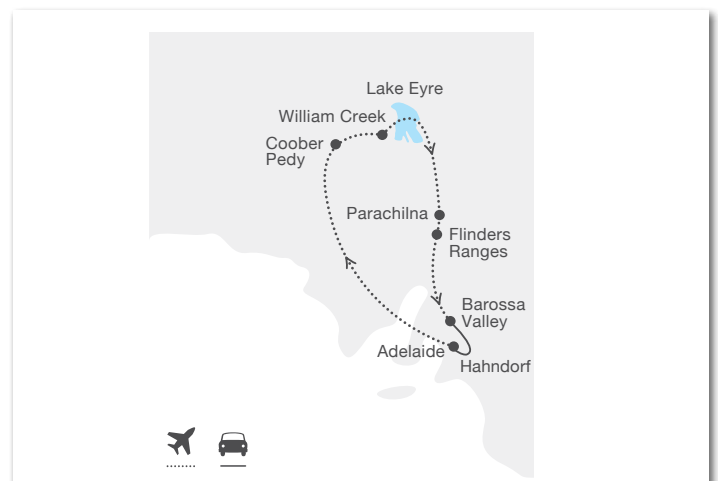 Lake Eyre
William Creek
Coober
Pedy
Parachilna
Flinders
Ranges
Barossa
Valley
Adelaide
Hahndorf